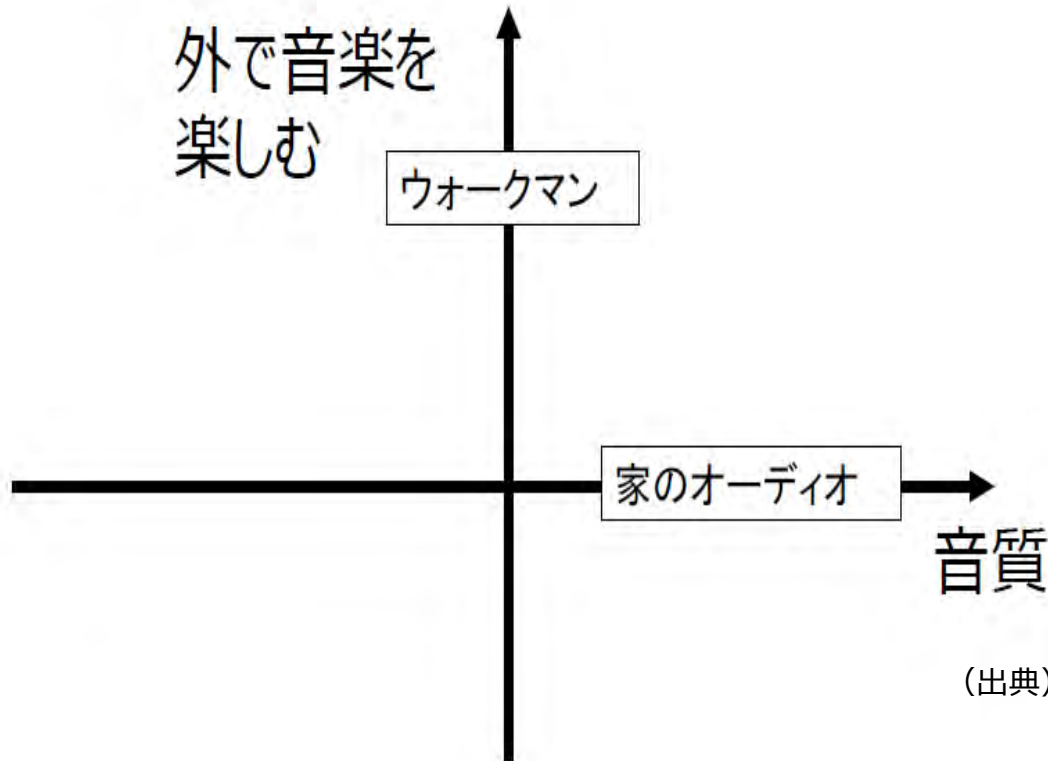 外で音楽を
楽しむ
ウォークマン
家のオーディオ
音質
（出典）